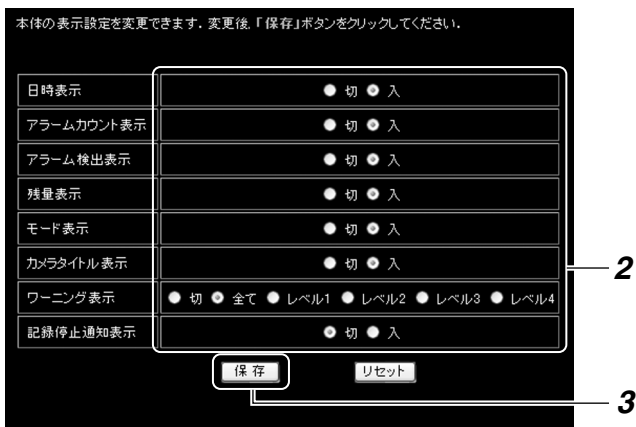 本体の表示設定を変更できます．変更後，「保存」ボタンをクリックしてください．
日時表示 切 入
アラームカウント表示 切 入
アラーム検出表示 切 入
残量表示 切 入
モード表示 切 入
カメラタイトル表示 切 入
2
ワーニング表示 切 全て レベル1 レベル2 レベル3 レベル4
記録停止通知表示 切 入
保存 リセット
3